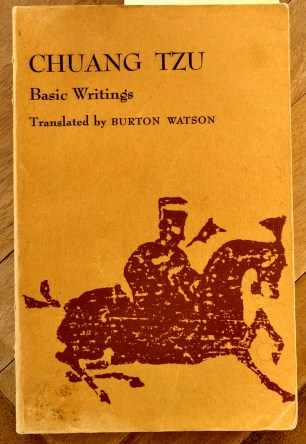 CHUANG TZU
Basic Writings
Translated by BURTON WATSON